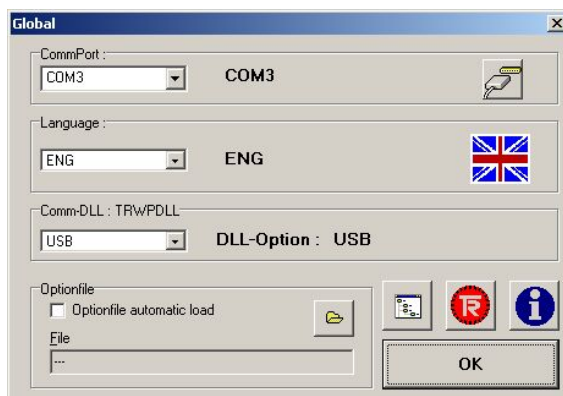 Global
CommPort :
COM3 COM3
Language :
ENG ENG
Comm-DLL : TRWPDLL
USB DLL-Option : USB
Optionfile
Optionfile automatic load
File
---
TR
i
OK